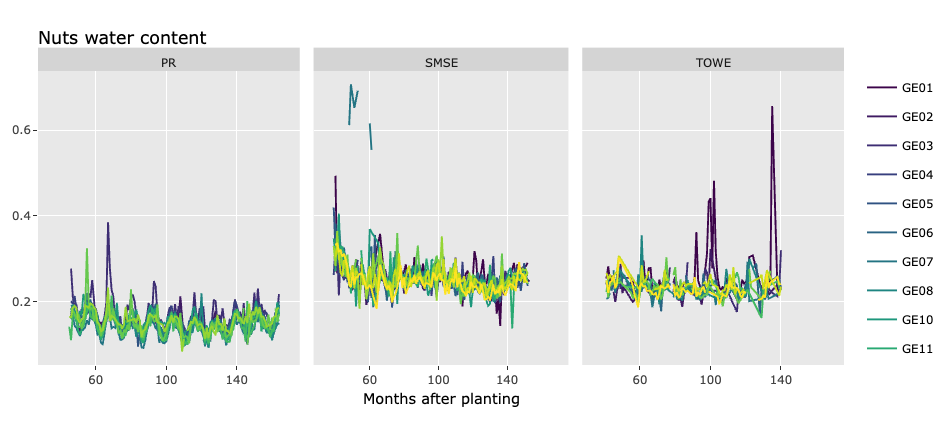 Nuts water content
PR SMSE TOWE
0.6
0.4
0.2
60 100 140 60 100 140 60 100 140
Months after planting
GE01
GE02
GE03
GE04
GE05
GE06
GE07
GE08
GE10
GE11